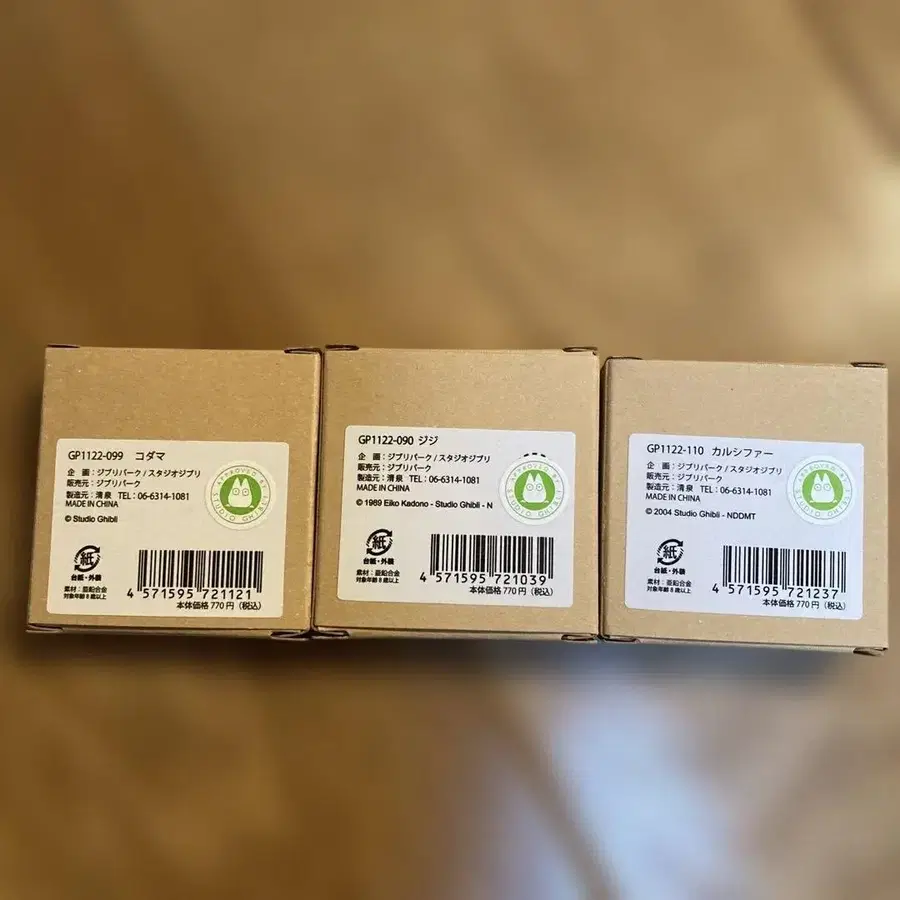 GP1122-099 コダマ
企 画：ジブリパーク/スタジオジブリ
販売元：ジブリパーク
製造元：清泉 TEL：06-6314-1081
MADE IN CHINA
© Studio Ghibli
APPROVED BY
STUDIO GHIBLI
紙
台紙・外装
素材：亜鉛合金
対象年齢8歳以上
4 571595 721121
本体価格 770円（税込）
GP1122-090 ジジ
企 画：ジブリパーク/スタジオジブリ
販売元：ジブリパーク
製造元：清泉 TEL：06-6314-1081
MADE IN CHINA
© 1989 Eiko Kadono - Studio Ghibli - N
APPROVED BY
STUDIO GHIBLI
紙
台紙・外装
素材：亜鉛合金
対象年齢8歳以上
4 571595 721039
本体価格 770円（税込）
GP1122-110 カルシファー
企 画：ジブリパーク/スタジオジブリ
販売元：ジブリパーク
製造元：清泉 TEL：06-6314-1081
MADE IN CHINA
© 2004 Studio Ghibli - NDDMT
APPROVED BY
STUDIO GHIBLI
紙
台紙・外装
素材：亜鉛合金
対象年齢8歳以上
4 571595 721237
本体価格 770円（税込）